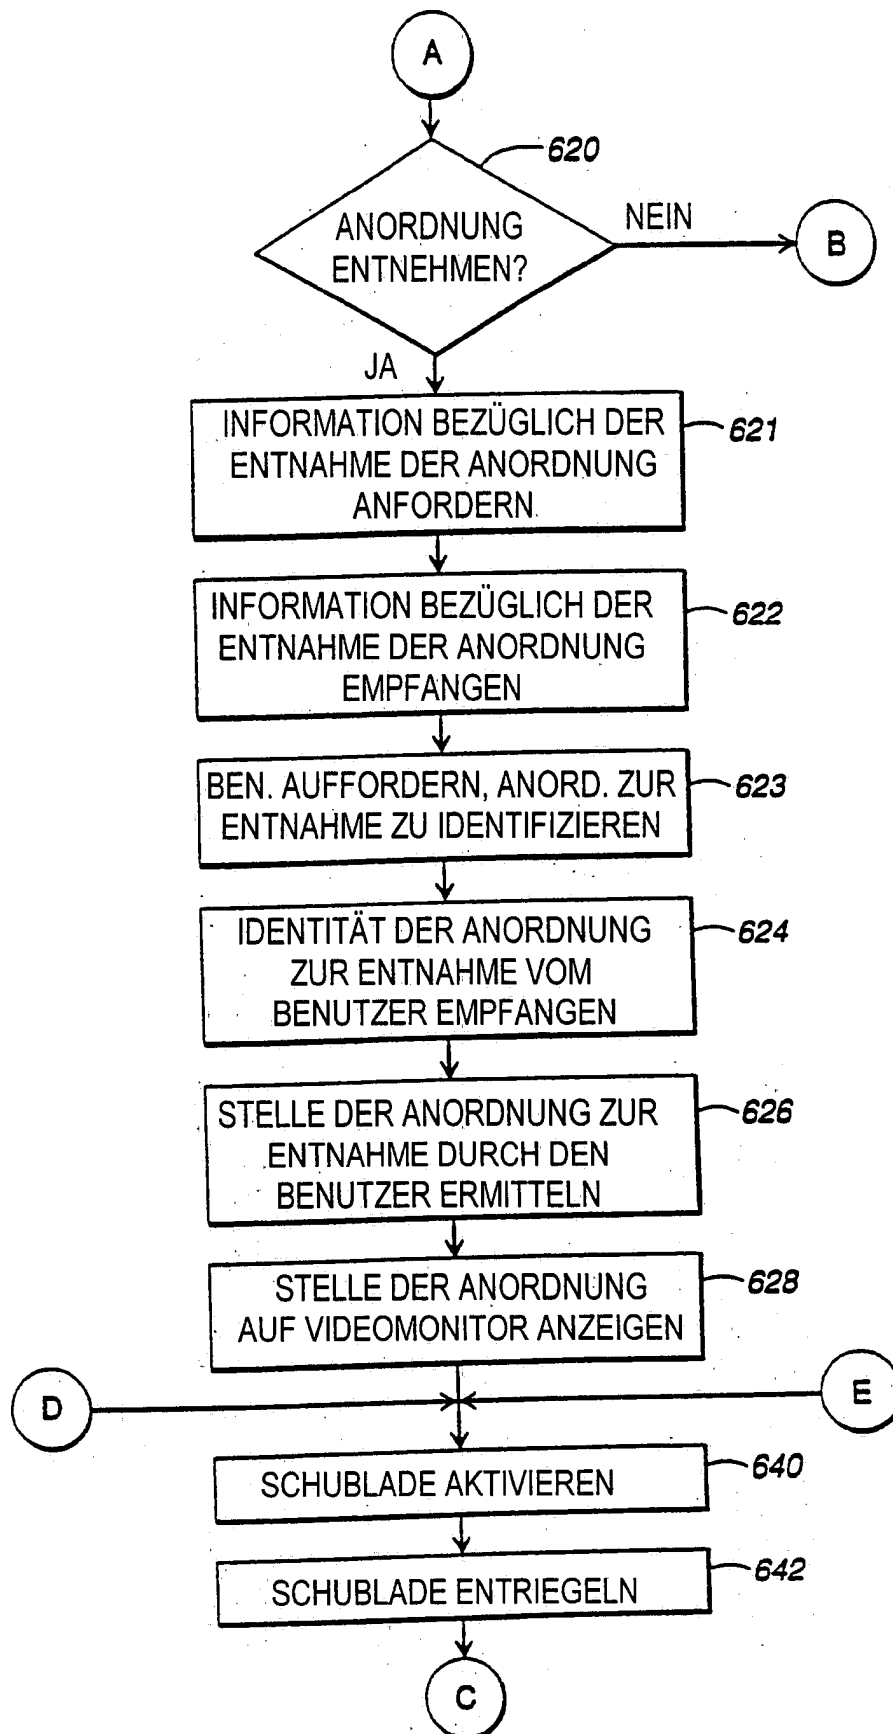 A
620
ANORDNUNG
ENTNEHMEN?
NEIN
B
JA
INFORMATION BEZÜGLICH DER
ENTNAHME DER ANORDNUNG
ANFORDERN
621
INFORMATION BEZÜGLICH DER
ENTNAHME DER ANORDNUNG
EMPFANGEN
622
BEN. AUFFORDERN, ANORD. ZUR
ENTNAHME ZU IDENTIFIZIEREN
623
IDENTITÄT DER ANORDNUNG
ZUR ENTNAHME VOM
BENUTZER EMPFANGEN
624
STELLE DER ANORDNUNG ZUR
ENTNAHME DURCH DEN
BENUTZER ERMITTELN
626
STELLE DER ANORDNUNG
AUF VIDEOMONITOR ANZEIGEN
628
D
E
SCHUBLADE AKTIVIEREN
640
SCHUBLADE ENTRIEGELN
642
C